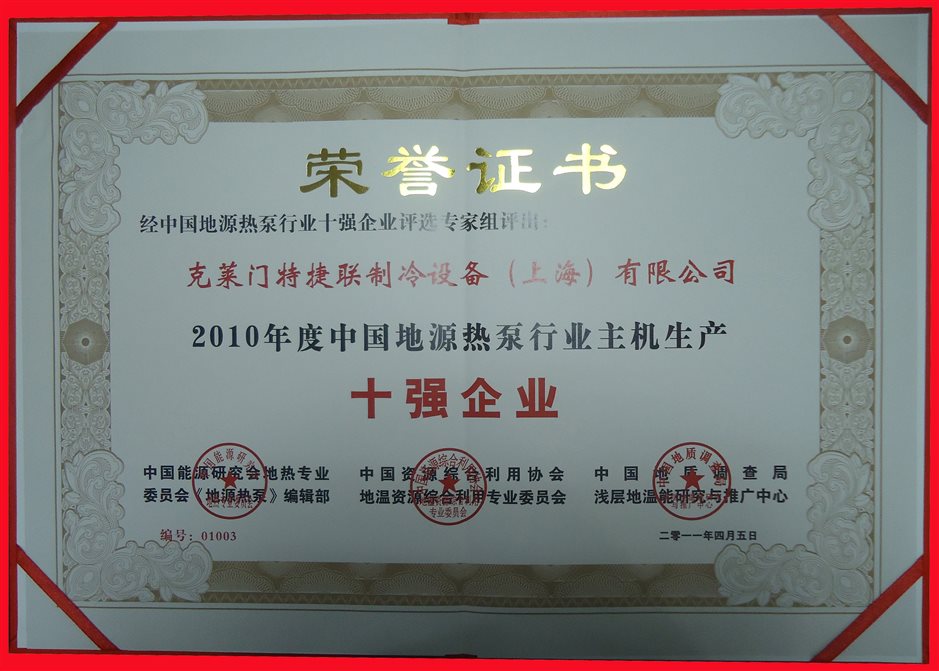 荣誉证书
经中国地源热泵行业十强企业评选专家组评出：
克莱门特捷联制冷设备（上海）有限公司
2010年度中国地源热泵行业主机生产
十强企业
中国能源研究会地热专业
委员会《地源热泵》编辑部
中国资源综合利用协会
地温资源综合利用专业委员会
中国地质调查局
浅层地温能研究与推广中心
编号：01003
二零一一年四月五日